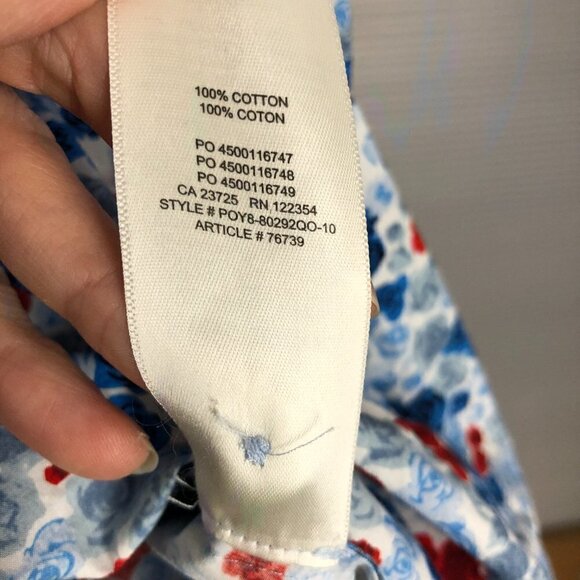 100% COTTON
100% COTON
PO 4500116747
PO 4500116748
PO 4500116749
CA 23725 RN 122354
STYLE # POY8-80292QO-10
ARTICLE # 76739